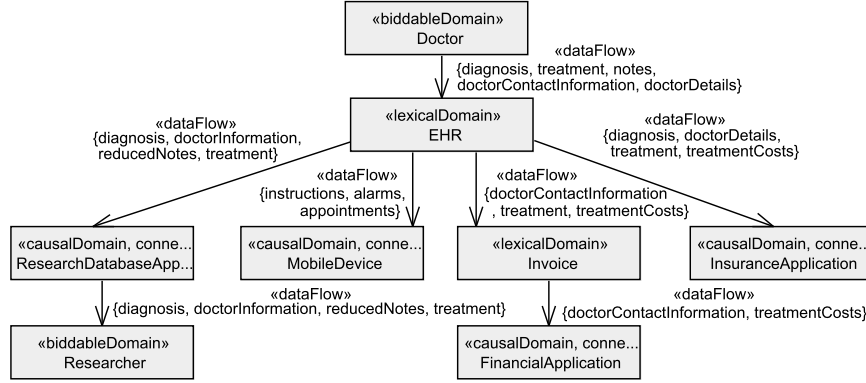 «biddableDomain»
Doctor
«dataFlow»
{diagnosis, treatment, notes,
doctorContactInformation, doctorDetails}
«lexicalDomain»
EHR
«dataFlow»
{diagnosis, doctorInformation,
reducedNotes, treatment}
«dataFlow»
{instructions, alarms,
appointments}
«dataFlow»
{doctorContactInformation
, treatment, treatmentCosts}
«dataFlow»
{diagnosis, doctorDetails,
treatment, treatmentCosts}
«causalDomain, conne...
ResearchDatabaseApp...
«causalDomain, conne...
MobileDevice
«lexicalDomain»
Invoice
«causalDomain, conne...
InsuranceApplication
«dataFlow»
{diagnosis, doctorInformation, reducedNotes, treatment}
«dataFlow»
{doctorContactInformation, treatmentCosts}
«biddableDomain»
Researcher
«causalDomain, conne...
FinancialApplication